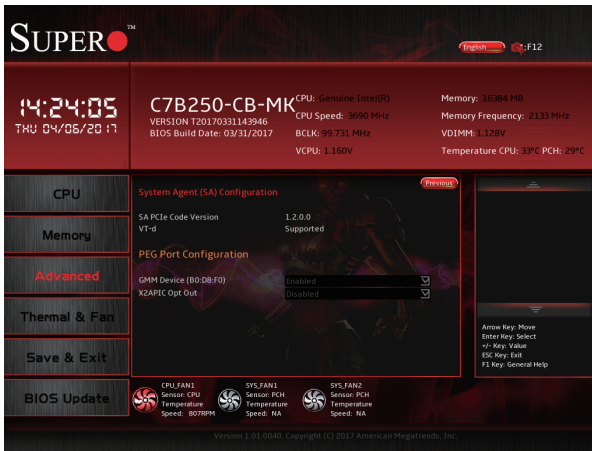 SUPER
TM
English
:F12
14:24:05
THU 04/06/2017
C7B250-CB-MK
VERSION T20170331143946
BIOS Build Date: 03/31/2017
CPU: Genuine Intel(R)
CPU Speed: 3690 MHz
BCLK: 99.731 MHz
VCPU: 1.160V
Memory: 16384 MB
Memory Frequency: 2133 MHz
VDIMM: 1.128V
Temperature CPU: 33°C PCH: 29°C
CPU
Memory
Advanced
Thermal & Fan
Save & Exit
BIOS Update
Previous
System Agent (SA) Configuration
SA PCIe Code Version 1.2.0.0
VT-d Supported
PEG Port Configuration
GMM Device (B0:D8:F0) Enabled
X2APIC Opt Out Disabled
Arrow Key: Move
Enter Key: Select
+/- Key: Value
ESC Key: Exit
F1 Key: General Help
CPU_FAN1
Sensor: CPU
Temperature
Speed: 807RPM
SYS_FAN1
Sensor: PCH
Temperature
Speed: NA
SYS_FAN2
Sensor: PCH
Temperature
Speed: NA
Version 1.01.0040. Copyright (C) 2017 American Megatrends, Inc.